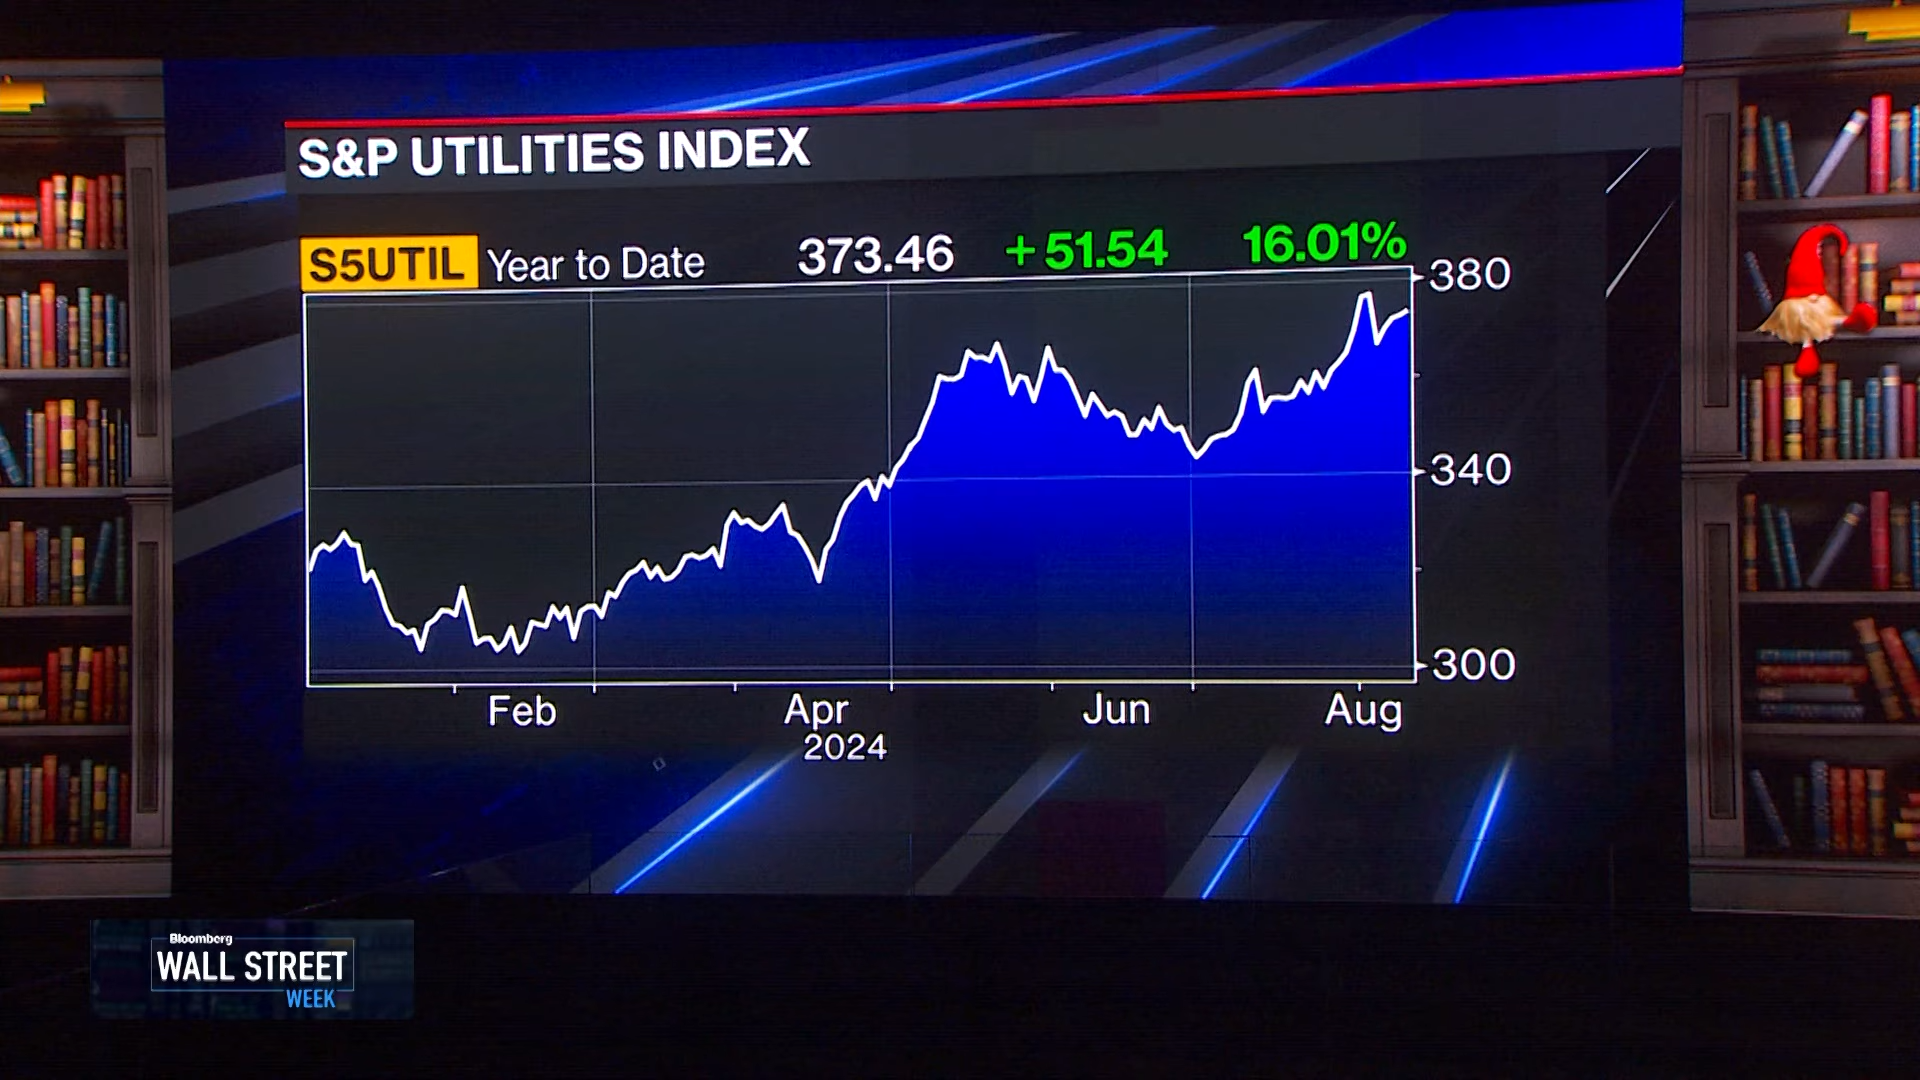 S&P UTILITIES INDEX
S5UTIL Year to Date 373.46 +51.54 16.01%
380
340
300
Feb Apr Jun Aug
2024
Bloomberg
WALL STREET
WEEK